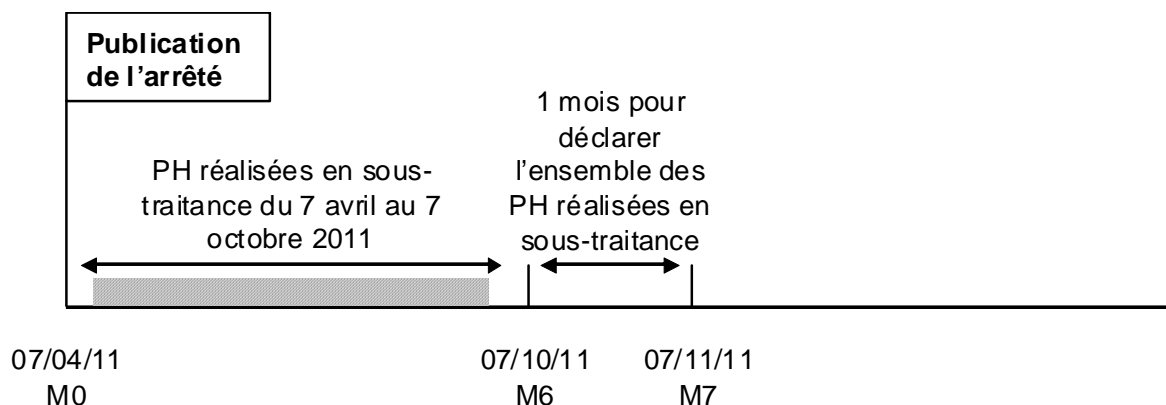 Publication
de l'arrêté
1 mois pour
déclarer
l'ensemble des
PH réalisées en
sous-traitance
PH réalisées en sous-
traitance du 7 avril au 7
octobre 2011
07/04/11
M0
07/10/11
M6
07/11/11
M7